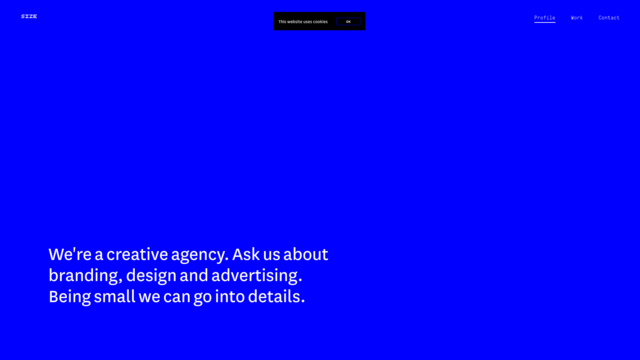 SIZE
This website uses cookies
OK
Profile
Work
Contact
We're a creative agency. Ask us about
branding, design and advertising.
Being small we can go into details.